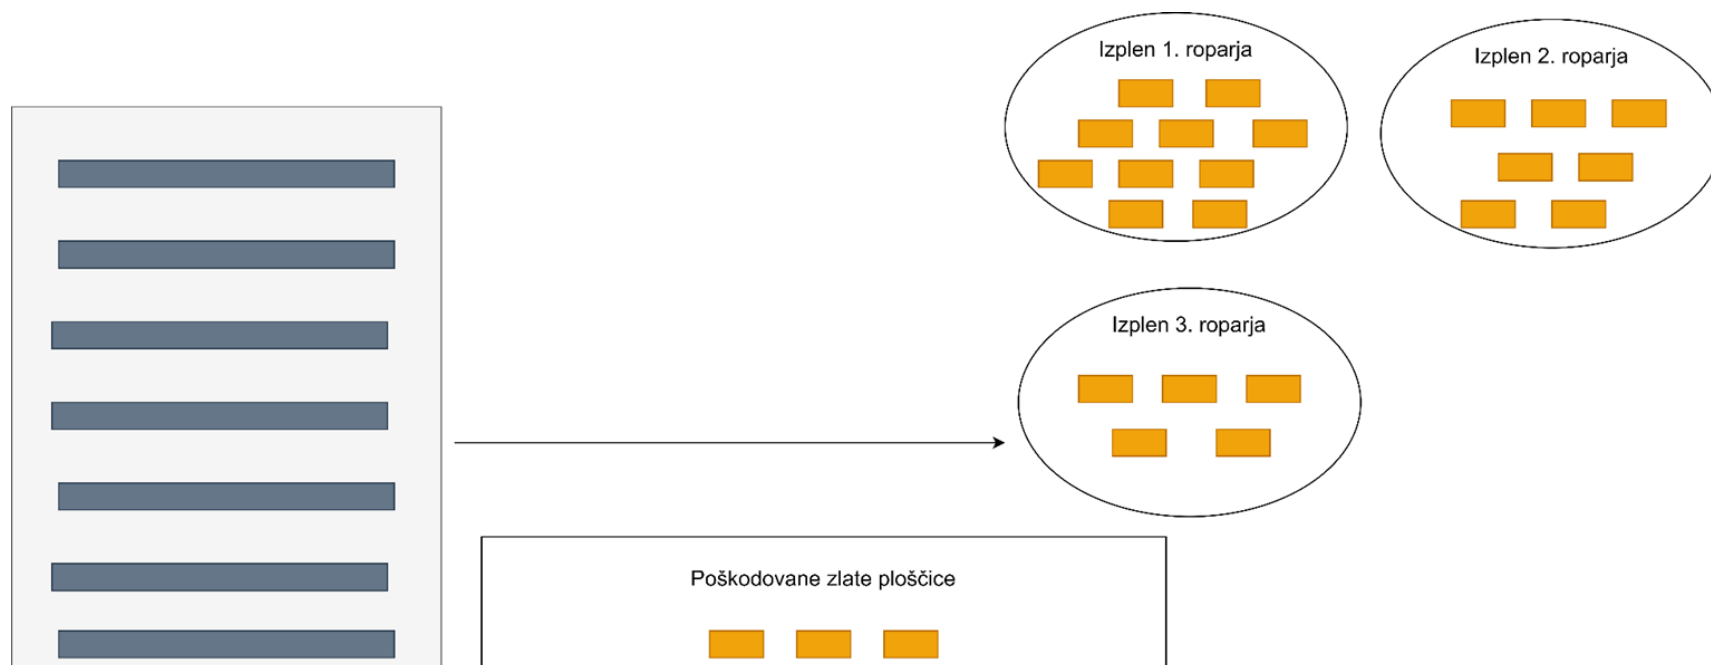 Izplen 1. roparja
Izplen 2. roparja
Izplen 3. roparja
Poškodovane zlate ploščice